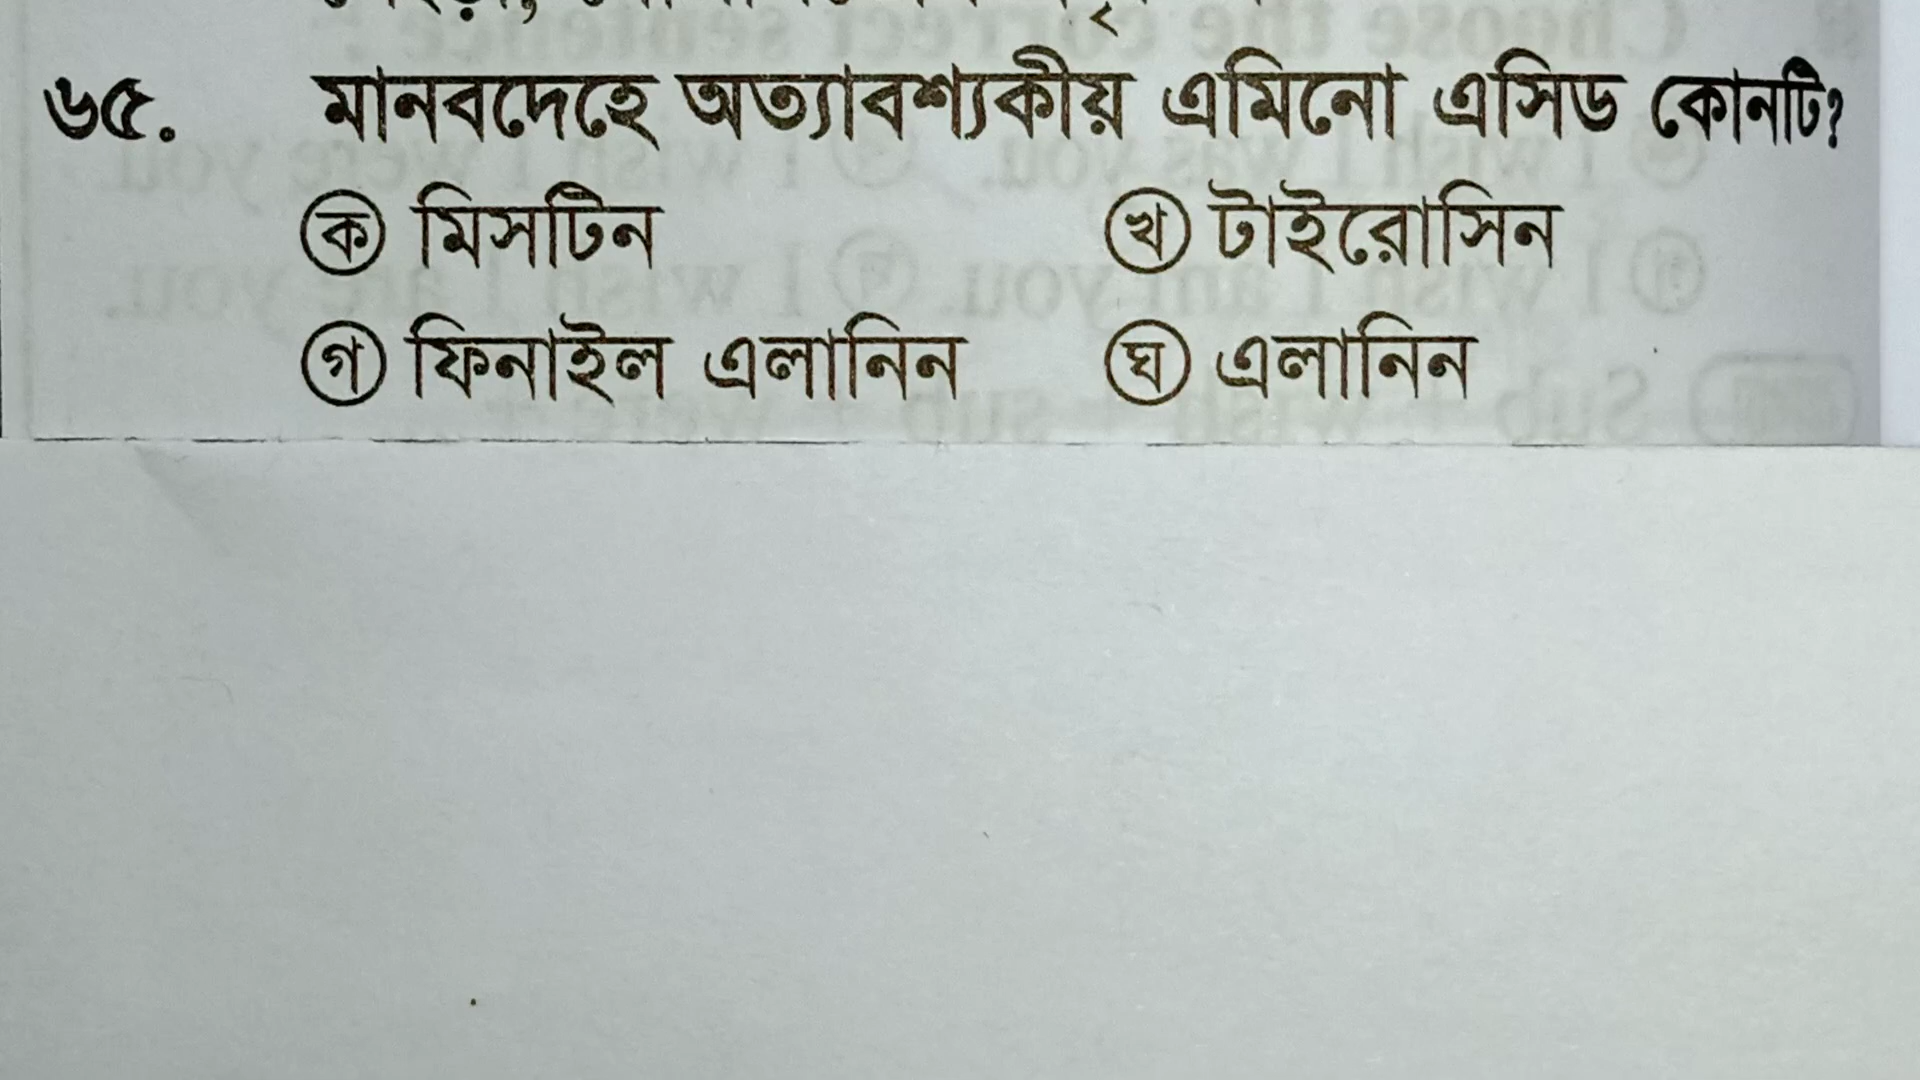 ৬৫. মানবদেহে অত্যাবশ্যকীয় এমিনো এসিড কোনটি?
ক মিসটিন খ টাইরোসিন
গ ফিনাইল এলানিন ঘ এলানিন